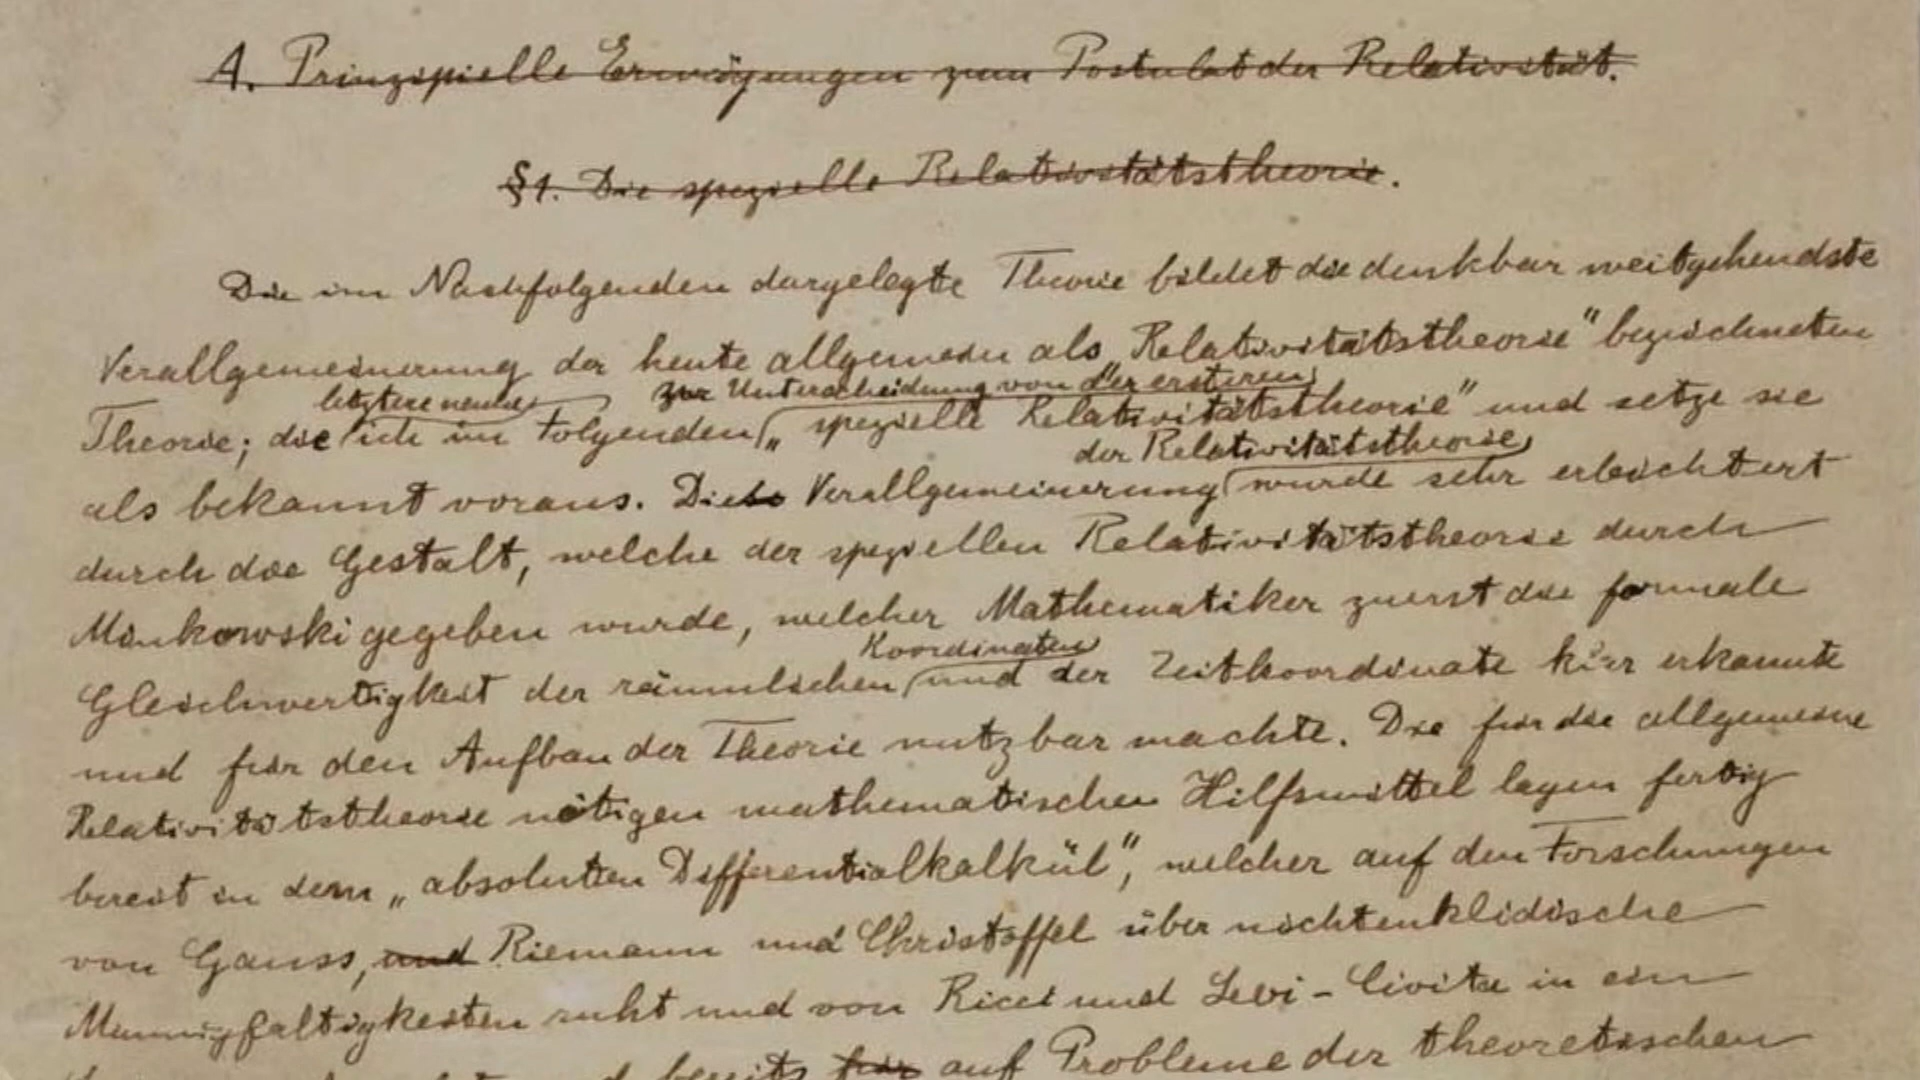 A. Prinzipielle Erwägungen zum Postulat der Relativität.
§1. Die spezielle Relativitätstheorie.
Die im Nachfolgenden dargelegte Theorie bildet die denkbar weitgehendste
Verallgemeinerung der heute allgemein als „Relativitätstheorie" bezeichneten
letztere nenne zur Unterscheidung von der ersteren
Theorie; die ich im Folgenden „spezielle Relativitätstheorie" und setze sie
der Relativitätstheorie
als bekannt voraus. Die Verallgemeinerung wurde sehr erleichtert
durch die Gestalt, welche der speziellen Relativitätstheorie durch
Minkowski gegeben wurde, welcher Mathematiker zuerst die formale
Koordinaten
Gleichwertigkeit der räumlichen und der Zeitkoordinate klar erkannte
und für den Aufbau der Theorie nutzbar machte. Die für die allgemeine
Relativitätstheorie nötigen mathematischen Hilfsmittel lagen fertig
bereit in dem „absoluten Differentialkalkül", welcher auf den Forschungen
von Gauss, und Riemann und Christoffel über nichteuklidische
Mannigfaltigkeiten ruht und von Ricci und Levi-Civita in ein
bereits für auf Probleme der theoretischen